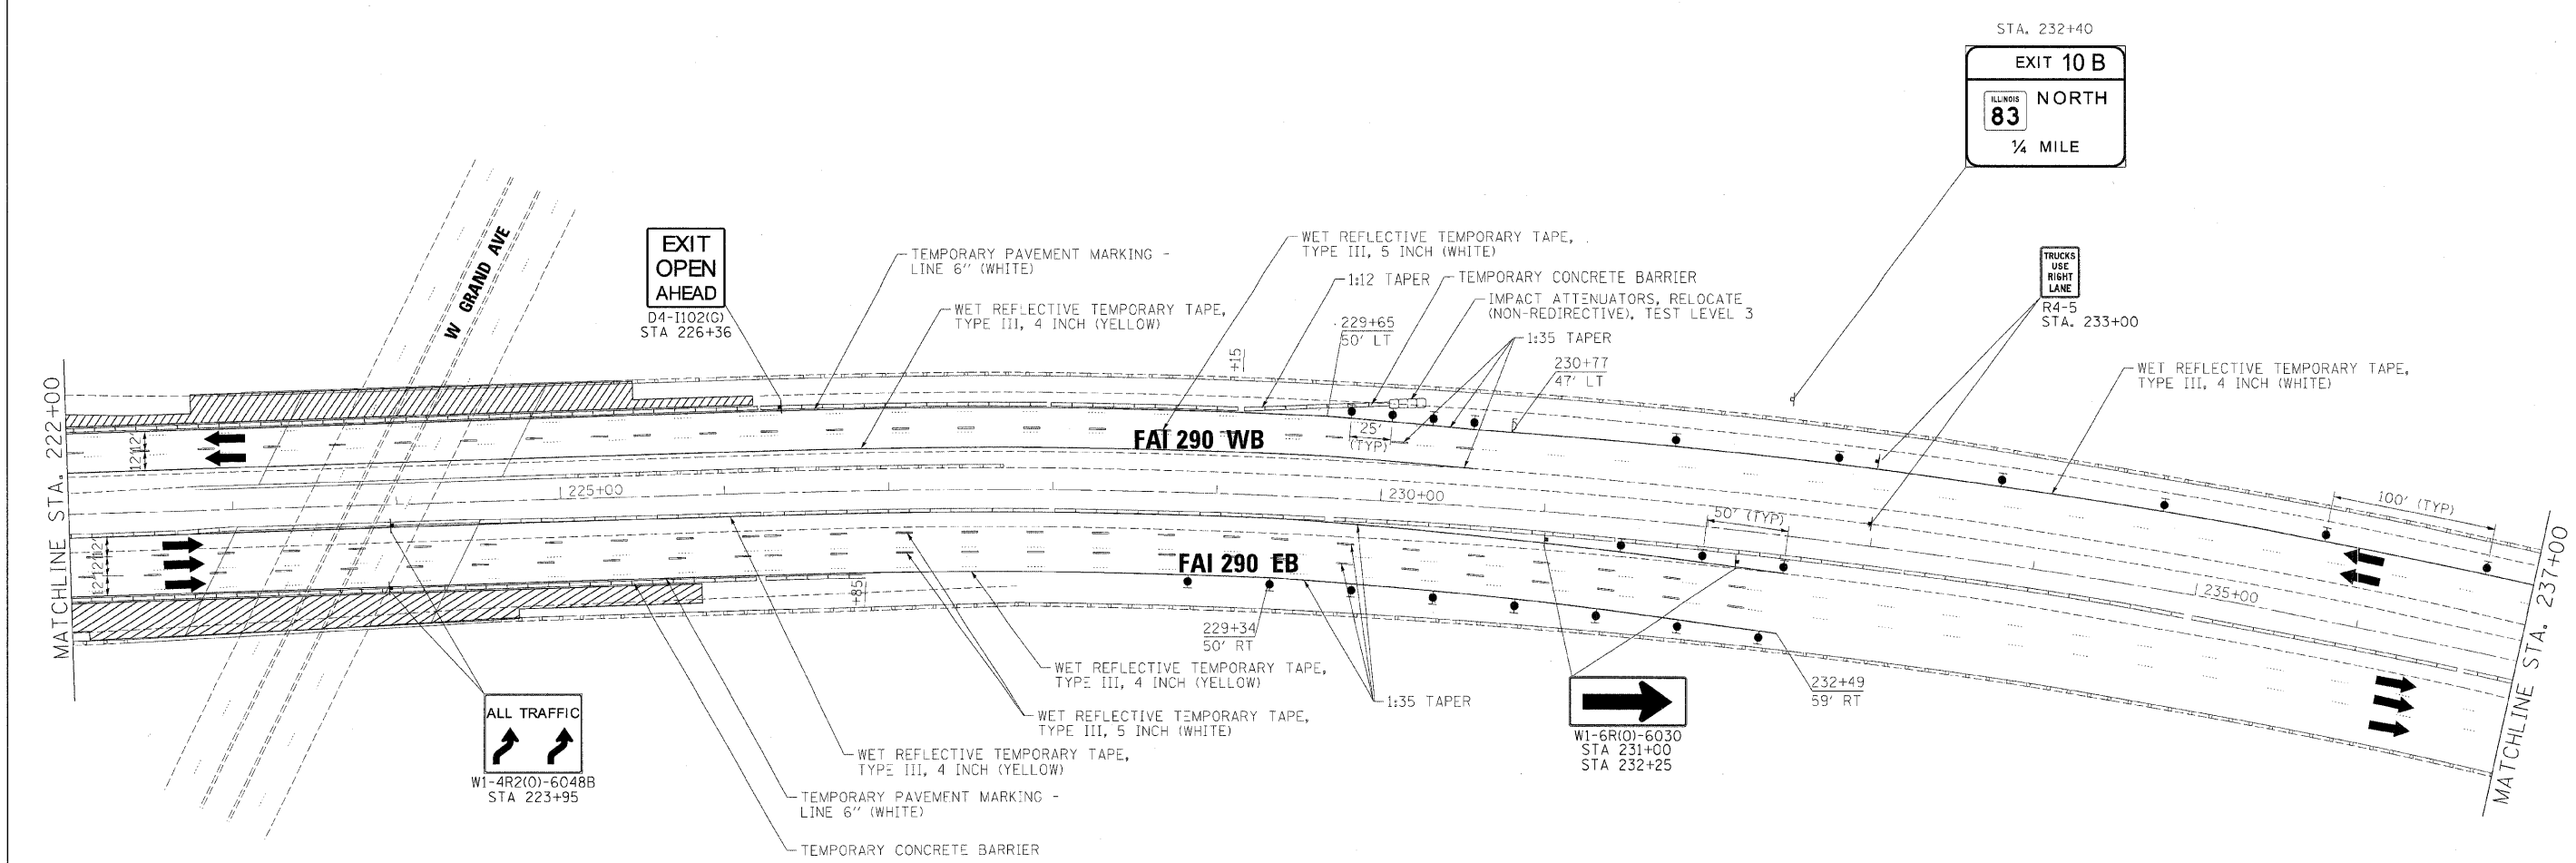 STA. 232+40
EXIT 10 B
ILLINOIS
83
NORTH
1/4 MILE
EXIT
OPEN
AHEAD
D4-I102(G)
STA 226+36
W GRAND AVE
TEMPORARY PAVEMENT MARKING -
LINE 6" (WHITE)
WET REFLECTIVE TEMPORARY TAPE,
TYPE III, 4 INCH (YELLOW)
WET REFLECTIVE TEMPORARY TAPE,
TYPE III, 5 INCH (WHITE)
1:12 TAPER
TEMPORARY CONCRETE BARRIER
IMPACT ATTENUATORS, RELOCATE
(NON-REDIRECTIVE), TEST LEVEL 3
1:35 TAPER
229+65
50' LT
230+77
47' LT
+15
TRUCKS
USE
RIGHT
LANE
R4-5
STA. 233+00
WET REFLECTIVE TEMPORARY TAPE,
TYPE III, 4 INCH (WHITE)
MATCHLINE STA. 222+00
12'
12'
FAI 290 WB
25'
(TYP)
225+00
230+00
50' (TYP)
100' (TYP)
235+00
12'
12'
12'
FAI 290 EB
+85
229+34
50' RT
WET REFLECTIVE TEMPORARY TAPE,
TYPE III, 4 INCH (YELLOW)
1:35 TAPER
WET REFLECTIVE TEMPORARY TAPE,
TYPE III, 5 INCH (WHITE)
WET REFLECTIVE TEMPORARY TAPE,
TYPE III, 4 INCH (YELLOW)
TEMPORARY PAVEMENT MARKING -
LINE 6" (WHITE)
TEMPORARY CONCRETE BARRIER
ALL TRAFFIC
W1-4R2(O)-6048B
STA 223+95
W1-6R(O)-6030
STA 231+00
STA 232+25
232+49
59' RT
MATCHLINE STA. 237+00